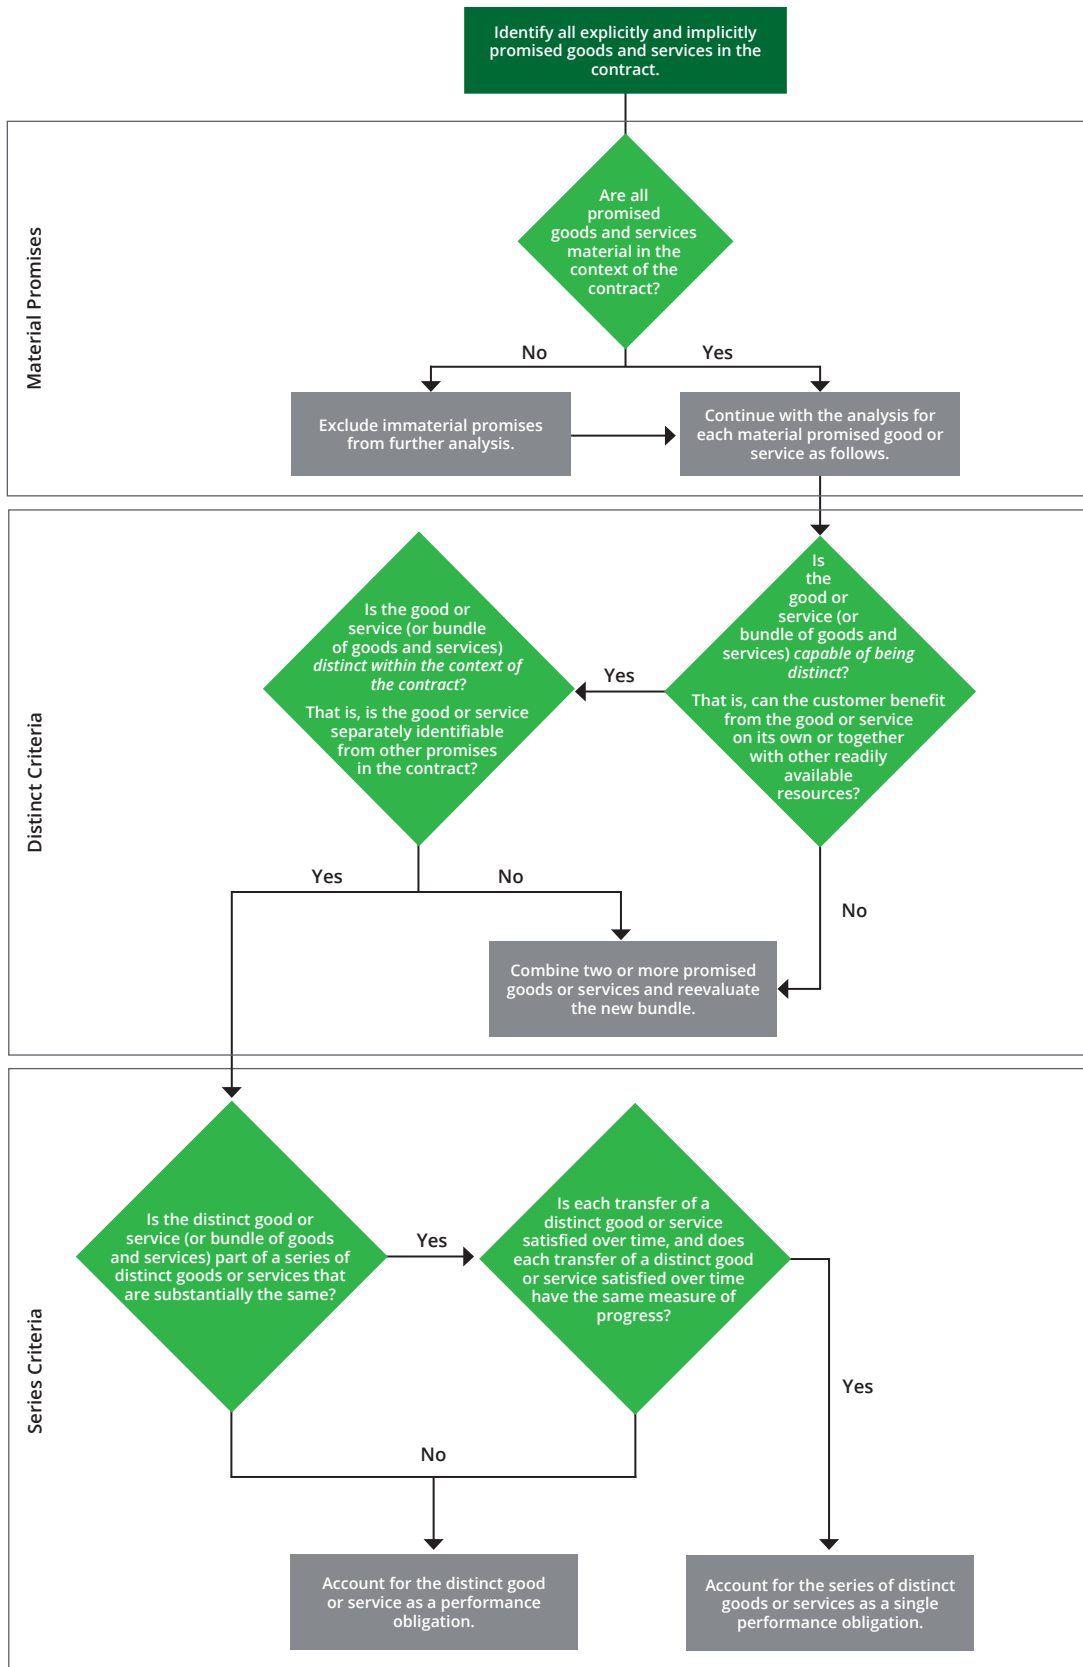 Identify all explicitly and implicitly
promised goods and services in the
contract.
Material Promises
Are all
promised
goods and services
material in the
context of the
contract?
No
Yes
Exclude immaterial promises
from further analysis.
Continue with the analysis for
each material promised good or
service as follows.
Distinct Criteria
Is
the
good or
service (or
bundle of goods and
services) capable of being
distinct?
That is, can the customer benefit
from the good or service
on its own or together
with other readily
available
resources?
Yes
Is the good or
service (or bundle
of goods and services)
distinct within the context of
the contract?
That is, is the good or service
separately identifiable
from other promises
in the contract?
Yes
No
No
Combine two or more promised
goods or services and reevaluate
the new bundle.
Series Criteria
Is the distinct good or
service (or bundle of goods
and services) part of a series of
distinct goods or services that
are substantially the same?
Yes
Is each transfer of a
distinct good or service
satisfied over time, and does
each transfer of a distinct good
or service satisfied over time
have the same measure of
progress?
Yes
No
Account for the distinct good
or service as a performance
obligation.
Account for the series of distinct
goods or services as a single
performance obligation.